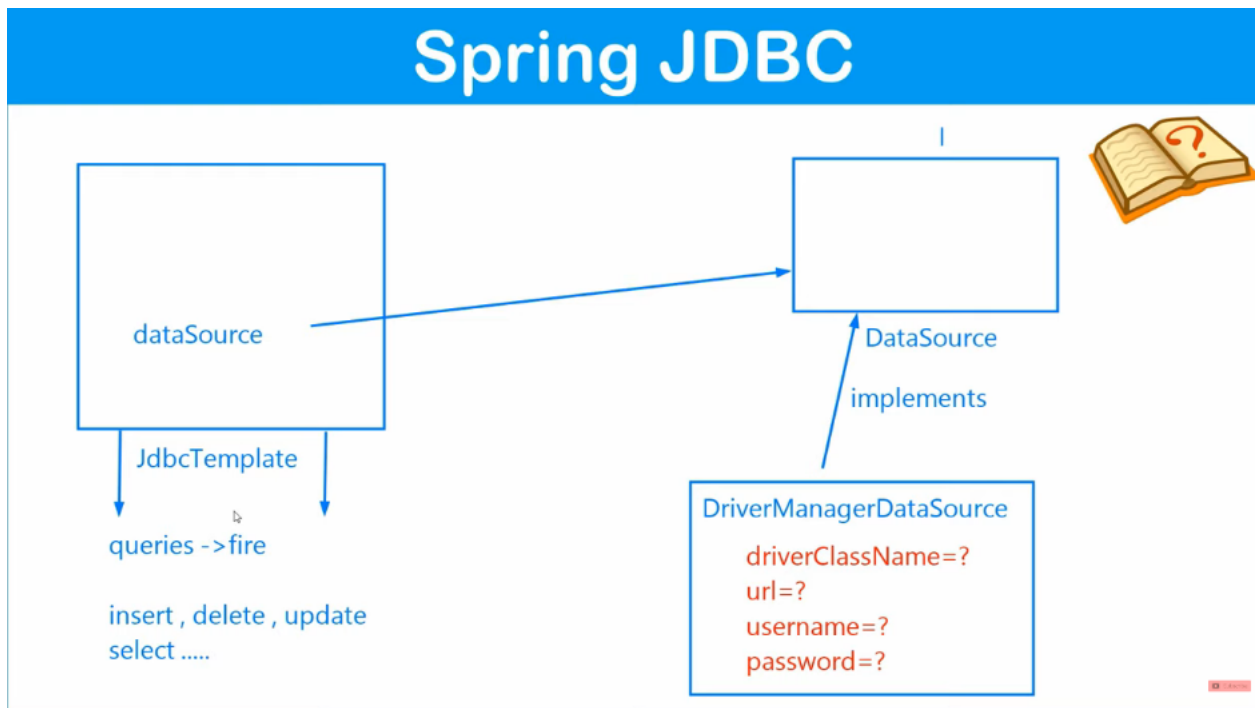 Spring JDBC
?
I
dataSource
JdbcTemplate
queries ->fire
insert , delete , update
select .....
DataSource
implements
DriverManagerDataSource
driverClassName=?
url=?
username=?
password=?